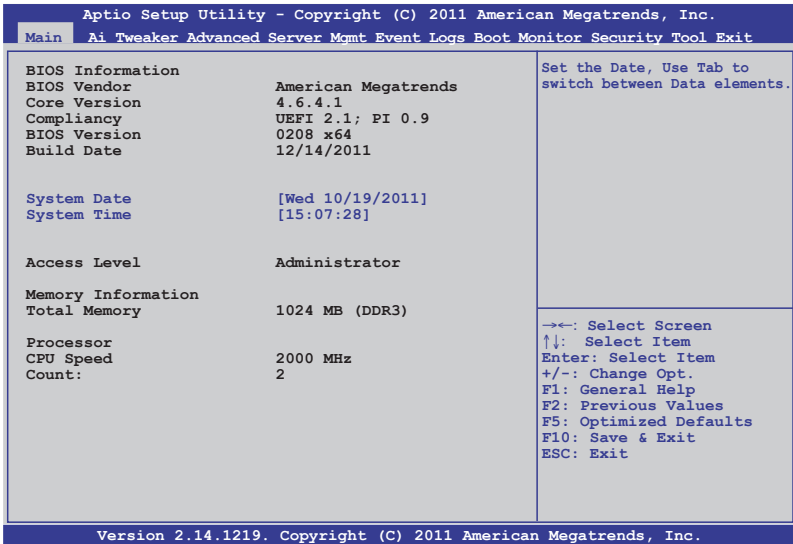 Aptio Setup Utility - Copyright (C) 2011 American Megatrends, Inc.
Main Ai Tweaker Advanced Server Mgmt Event Logs Boot Monitor Security Tool Exit
BIOS Information
BIOS Vendor American Megatrends
Core Version 4.6.4.1
Compliancy UEFI 2.1; PI 0.9
BIOS Version 0208 x64
Build Date 12/14/2011
System Date [Wed 10/19/2011]
System Time [15:07:28]
Access Level Administrator
Memory Information
Total Memory 1024 MB (DDR3)
Processor
CPU Speed 2000 MHz
Count: 2
Set the Date, Use Tab to
switch between Data elements.
→←: Select Screen
↑↓: Select Item
Enter: Select Item
+/-: Change Opt.
F1: General Help
F2: Previous Values
F5: Optimized Defaults
F10: Save & Exit
ESC: Exit
Version 2.14.1219. Copyright (C) 2011 American Megatrends, Inc.